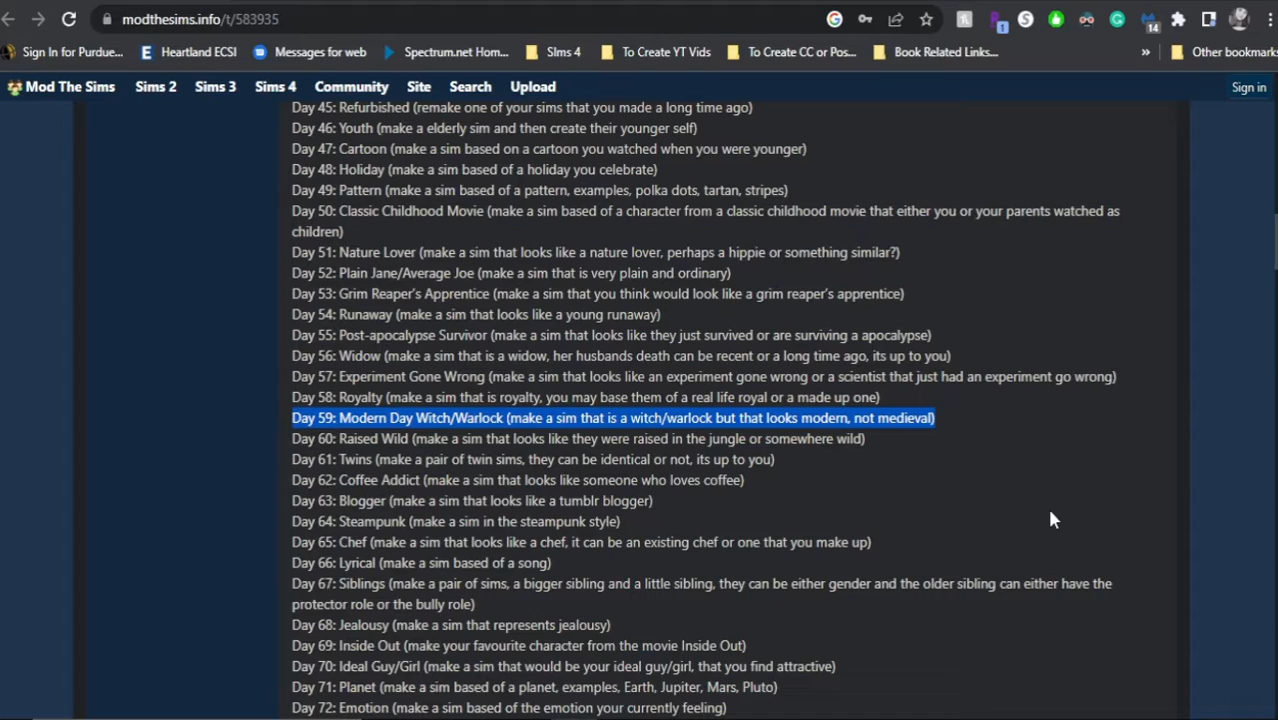 modthesims.info/t/583935
1
14
Sign In for Purdue... Heartland ECSI Messages for web Spectrum.net Hom... SIms 4 To Create YT Vids To Create CC or Pos... Book Related Links... » Other bookmarks
Mod The Sims Sims 2 Sims 3 Sims 4 Community Site Search Upload Sign in
Day 45: Refurbished (remake one of your sims that you made a long time ago)
Day 46: Youth (make a elderly sim and then create their younger self)
Day 47: Cartoon (make a sim based on a cartoon you watched when you were younger)
Day 48: Holiday (make a sim based of a holiday you celebrate)
Day 49: Pattern (make a sim based of a pattern, examples, polka dots, tartan, stripes)
Day 50: Classic Childhood Movie (make a sim based of a character from a classic childhood movie that either you or your parents watched as
children)
Day 51: Nature Lover (make a sim that looks like a nature lover, perhaps a hippie or something similar?)
Day 52: Plain Jane/Average Joe (make a sim that is very plain and ordinary)
Day 53: Grim Reaper's Apprentice (make a sim that you think would look like a grim reaper's apprentice)
Day 54: Runaway (make a sim that looks like a young runaway)
Day 55: Post-apocalypse Survivor (make a sim that looks like they just survived or are surviving a apocalypse)
Day 56: Widow (make a sim that is a widow, her husbands death can be recent or a long time ago, its up to you)
Day 57: Experiment Gone Wrong (make a sim that looks like an experiment gone wrong or a scientist that just had an experiment go wrong)
Day 58: Royalty (make a sim that is royalty, you may base them of a real life royal or a made up one)
Day 59: Modern Day Witch/Warlock (make a sim that is a witch/warlock but that looks modern, not medieval)
Day 60: Raised Wild (make a sim that looks like they were raised in the jungle or somewhere wild)
Day 61: Twins (make a pair of twin sims, they can be identical or not, its up to you)
Day 62: Coffee Addict (make a sim that looks like someone who loves coffee)
Day 63: Blogger (make a sim that looks like a tumblr blogger)
Day 64: Steampunk (make a sim in the steampunk style)
Day 65: Chef (make a sim that looks like a chef, it can be an existing chef or one that you make up)
Day 66: Lyrical (make a sim based of a song)
Day 67: Siblings (make a pair of sims, a bigger sibling and a little sibling, they can be either gender and the older sibling can either have the
protector role or the bully role)
Day 68: Jealousy (make a sim that represents jealousy)
Day 69: Inside Out (make your favourite character from the movie Inside Out)
Day 70: Ideal Guy/Girl (make a sim that would be your ideal guy/girl, that you find attractive)
Day 71: Planet (make a sim based of a planet, examples, Earth, Jupiter, Mars, Pluto)
Day 72: Emotion (make a sim based of the emotion your currently feeling)